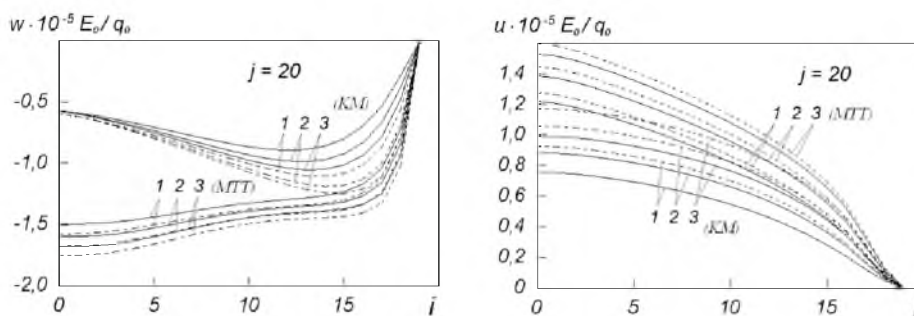 w · 10⁻⁵ E₀ / q₀
j = 20
-0,5
-1,0
-1,5
-2,0
1 2 3 (KM)
1 2 3 (MTT)
0 5 10 15 i
u · 10⁻⁵ E₀ / q₀
j = 20
1,4
1,2
1,0
0,8
0,6
0,4
0,2
0
1 2 3 (MTT)
1 2 3 (KM)
0 5 10 15